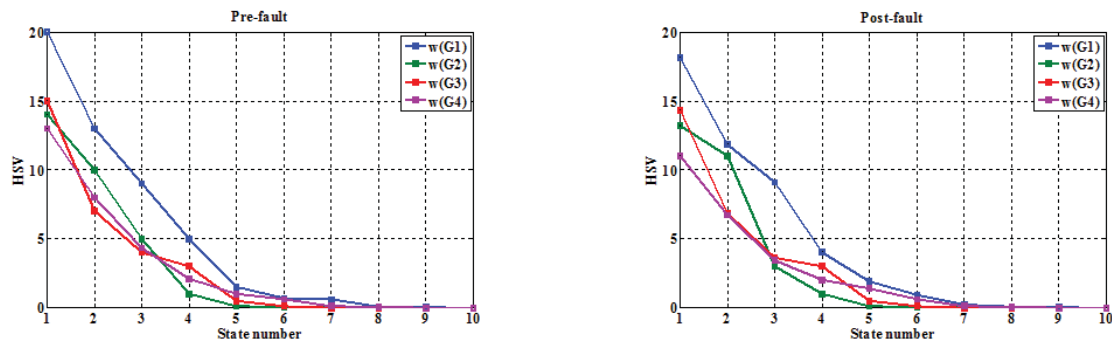 Pre-fault
20
15
10
5
0
HSV
1 2 3 4 5 6 7 8 9 10
State number
w(G1)
w(G2)
w(G3)
w(G4)
Post-fault
20
15
10
5
0
HSV
1 2 3 4 5 6 7 8 9 10
State number
w(G1)
w(G2)
w(G3)
w(G4)